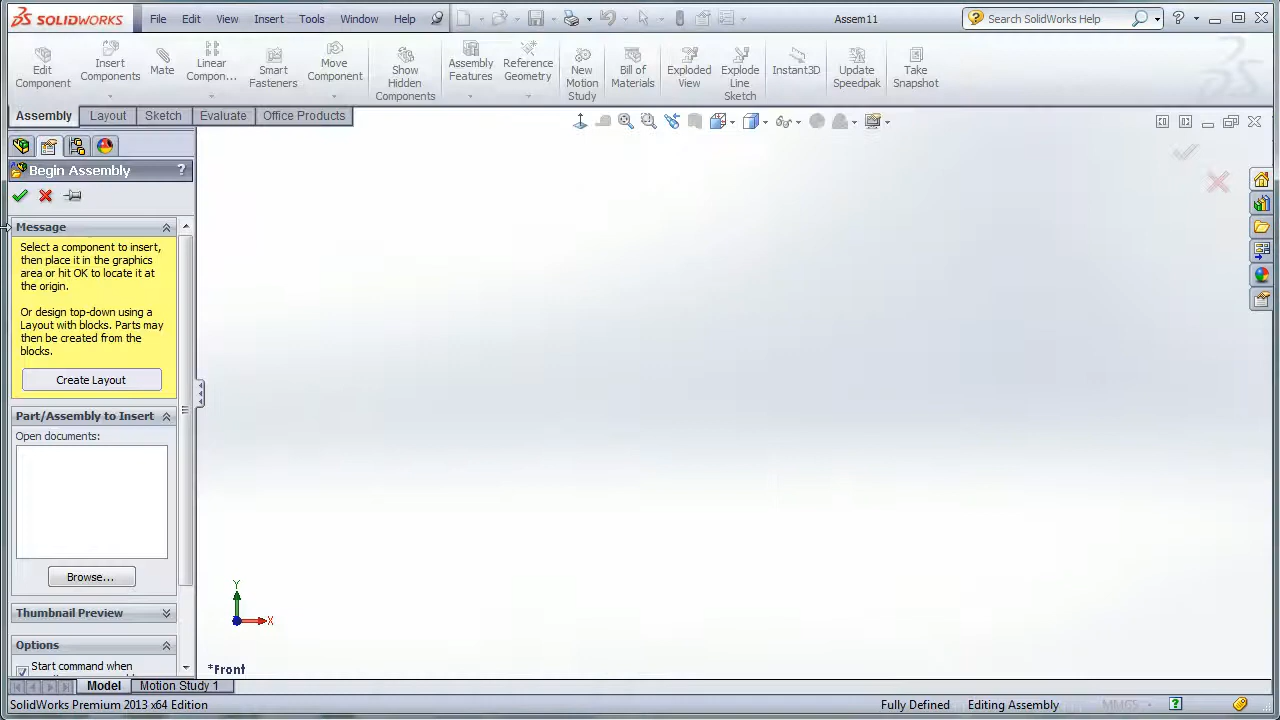 SOLIDWORKS File Edit View Insert Tools Window Help Assem11 Search SolidWorks Help
Edit Component
Insert Components
Mate
Linear Compon...
Smart Fasteners
Move Component
Show Hidden Components
Assembly Features
Reference Geometry
New Motion Study
Bill of Materials
Exploded View
Explode Line Sketch
Instant3D
Update Speedpak
Take Snapshot
Assembly Layout Sketch Evaluate Office Products
Begin Assembly ?
Message
Select a component to insert,
then place it in the graphics
area or hit OK to locate it at
the origin.
Or design top-down using a
Layout with blocks. Parts may
then be created from the
blocks.
Create Layout
Part/Assembly to Insert
Open documents:
Browse...
Thumbnail Preview
Options
Start command when
Y
X
*Front
Model Motion Study 1
SolidWorks Premium 2013 x64 Edition Fully Defined Editing Assembly MMGS